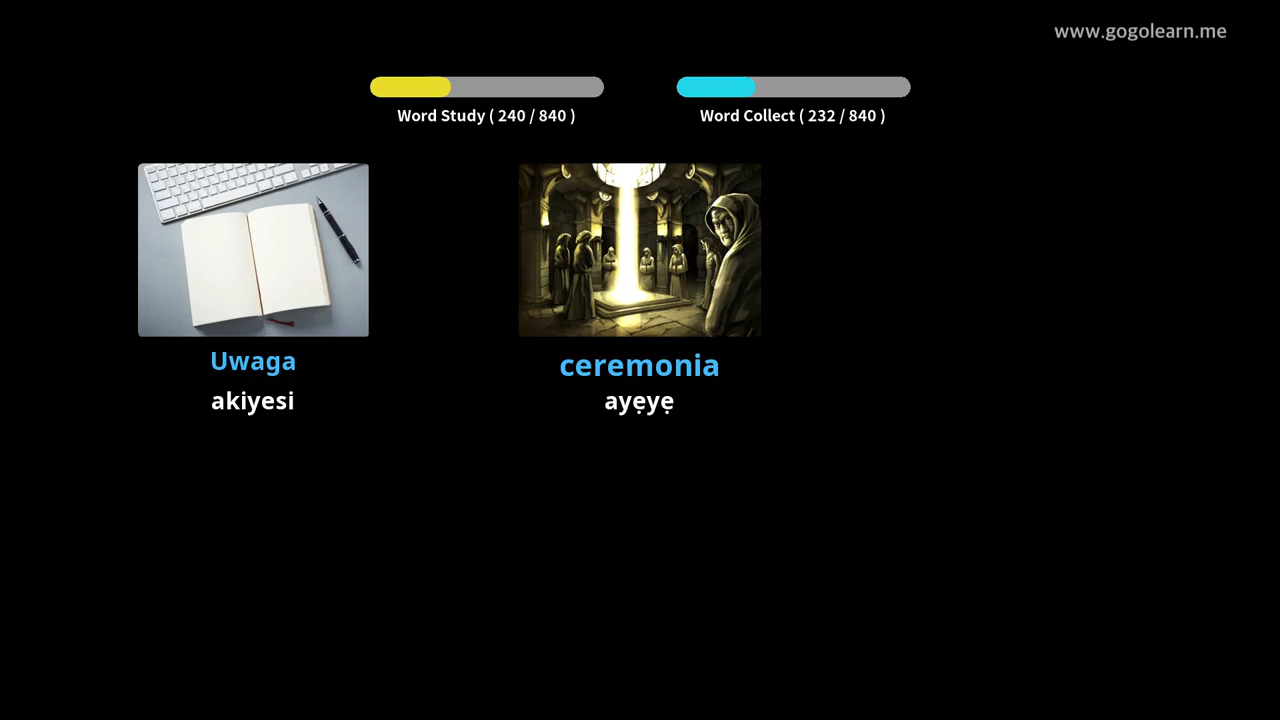 www.gogolearn.me
Word Study ( 240 / 840 )
Word Collect ( 232 / 840 )
Uwaga
akiyesi
ceremonia
ayẹyẹ